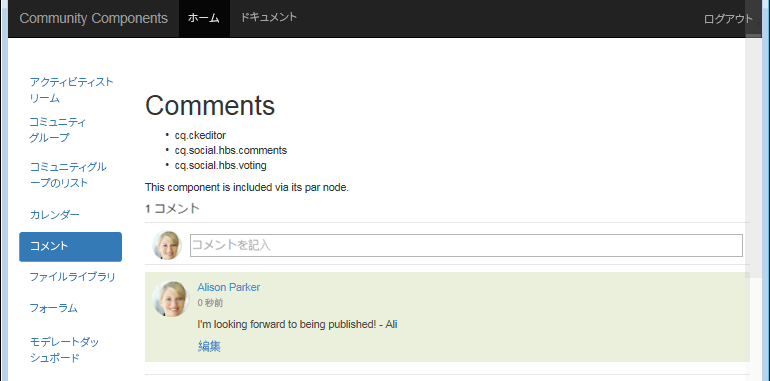 Community Components ホーム ドキュメント ログアウト
アクティビティスト
リーム
コミュニティ
グループ
コミュニティグル
ープのリスト
カレンダー
コメント
ファイルライブラリ
フォーラム
モデレートダッ
シュボード
Comments
• cq.ckeditor
• cq.social.hbs.comments
• cq.social.hbs.voting
This component is included via its par node.
1 コメント
コメントを記入
Alison Parker
0 秒前
I'm looking forward to being published! - Ali
編集